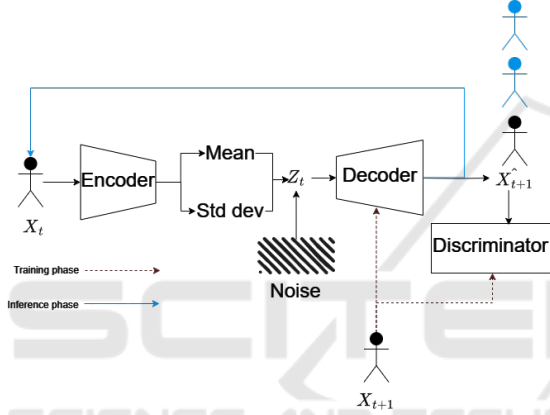 Mean
Encoder
Z_t
Decoder
X̂_{t+1}
X_t
Std dev
Discriminator
Training phase
Noise
Inference phase
X_{t+1}